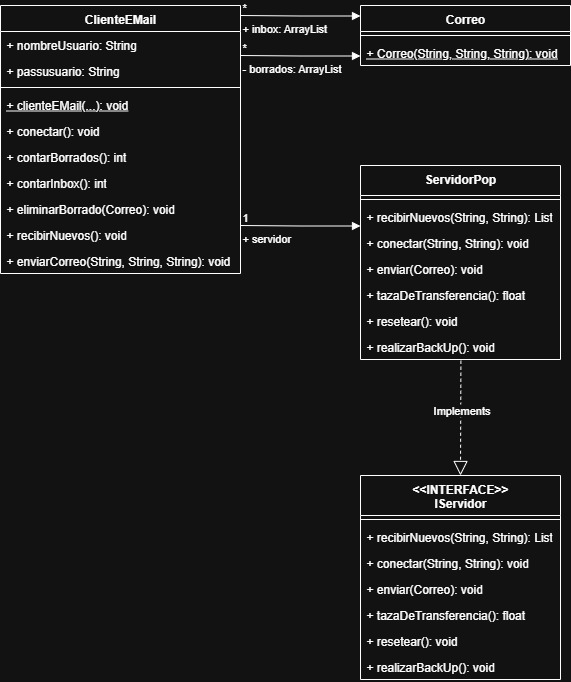 ClienteEMail
+ nombreUsuario: String
+ passusuario: String
+ clienteEMail(...): void
+ conectar(): void
+ contarBorrados(): int
+ contarInbox(): int
+ eliminarBorrado(Correo): void
+ recibirNuevos(): void
+ enviarCorreo(String, String, String): void
*
+ inbox: ArrayList
*
- borrados: ArrayList
Correo
+ Correo(String, String, String): void
1
+ servidor
ServidorPop
+ recibirNuevos(String, String): List
+ conectar(String, String): void
+ enviar(Correo): void
+ tazaDeTransferencia(): float
+ resetear(): void
+ realizarBackUp(): void
Implements
<<INTERFACE>>
IServidor
+ recibirNuevos(String, String): List
+ conectar(String, String): void
+ enviar(Correo): void
+ tazaDeTransferencia(): float
+ resetear(): void
+ realizarBackUp(): void